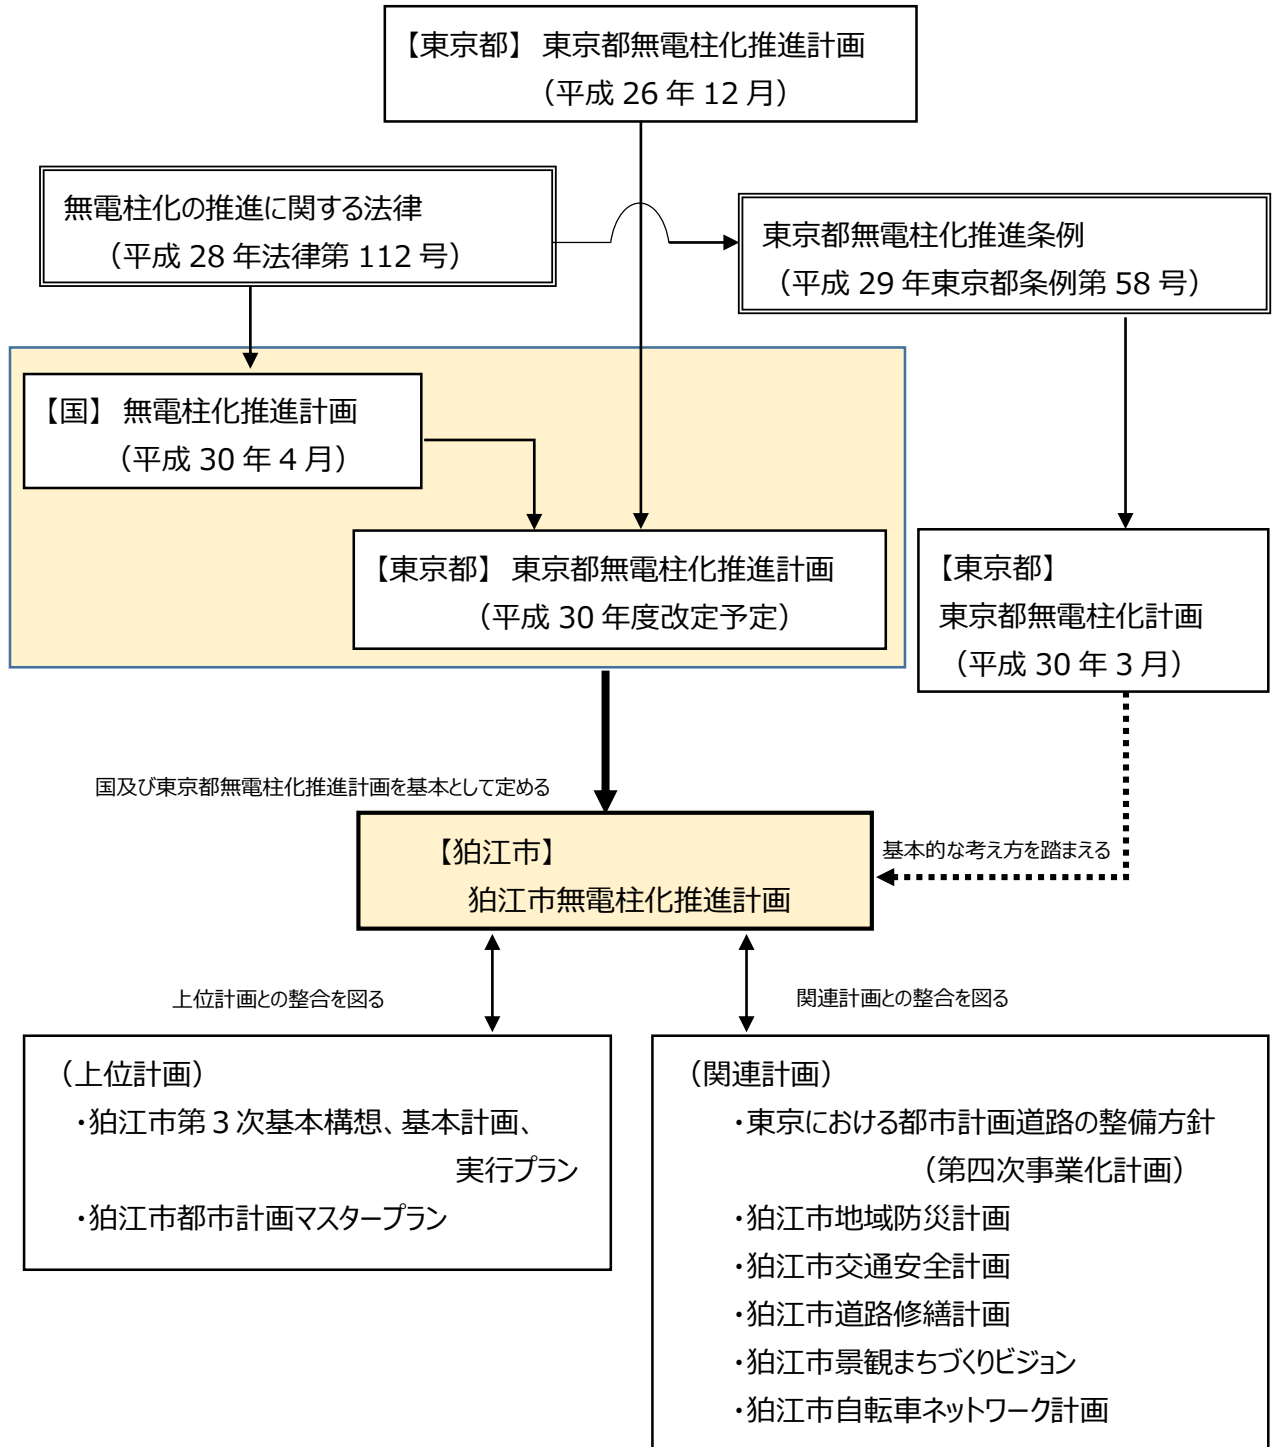 【東京都】 東京都無電柱化推進計画
（平成 26 年 12 月）
無電柱化の推進に関する法律
（平成 28 年法律第 112 号）
東京都無電柱化推進条例
（平成 29 年東京都条例第 58 号）
【国】 無電柱化推進計画
（平成 30 年 4 月）
【東京都】 東京都無電柱化推進計画
（平成 30 年度改定予定）
【東京都】
東京都無電柱化計画
（平成 30 年 3 月）
国及び東京都無電柱化推進計画を基本として定める
【狛江市】
狛江市無電柱化推進計画
基本的な考え方を踏まえる
上位計画との整合を図る
関連計画との整合を図る
（上位計画）
・狛江市第３次基本構想、基本計画、
実行プラン
・狛江市都市計画マスタープラン
（関連計画）
・東京における都市計画道路の整備方針
（第四次事業化計画）
・狛江市地域防災計画
・狛江市交通安全計画
・狛江市道路修繕計画
・狛江市景観まちづくりビジョン
・狛江市自転車ネットワーク計画